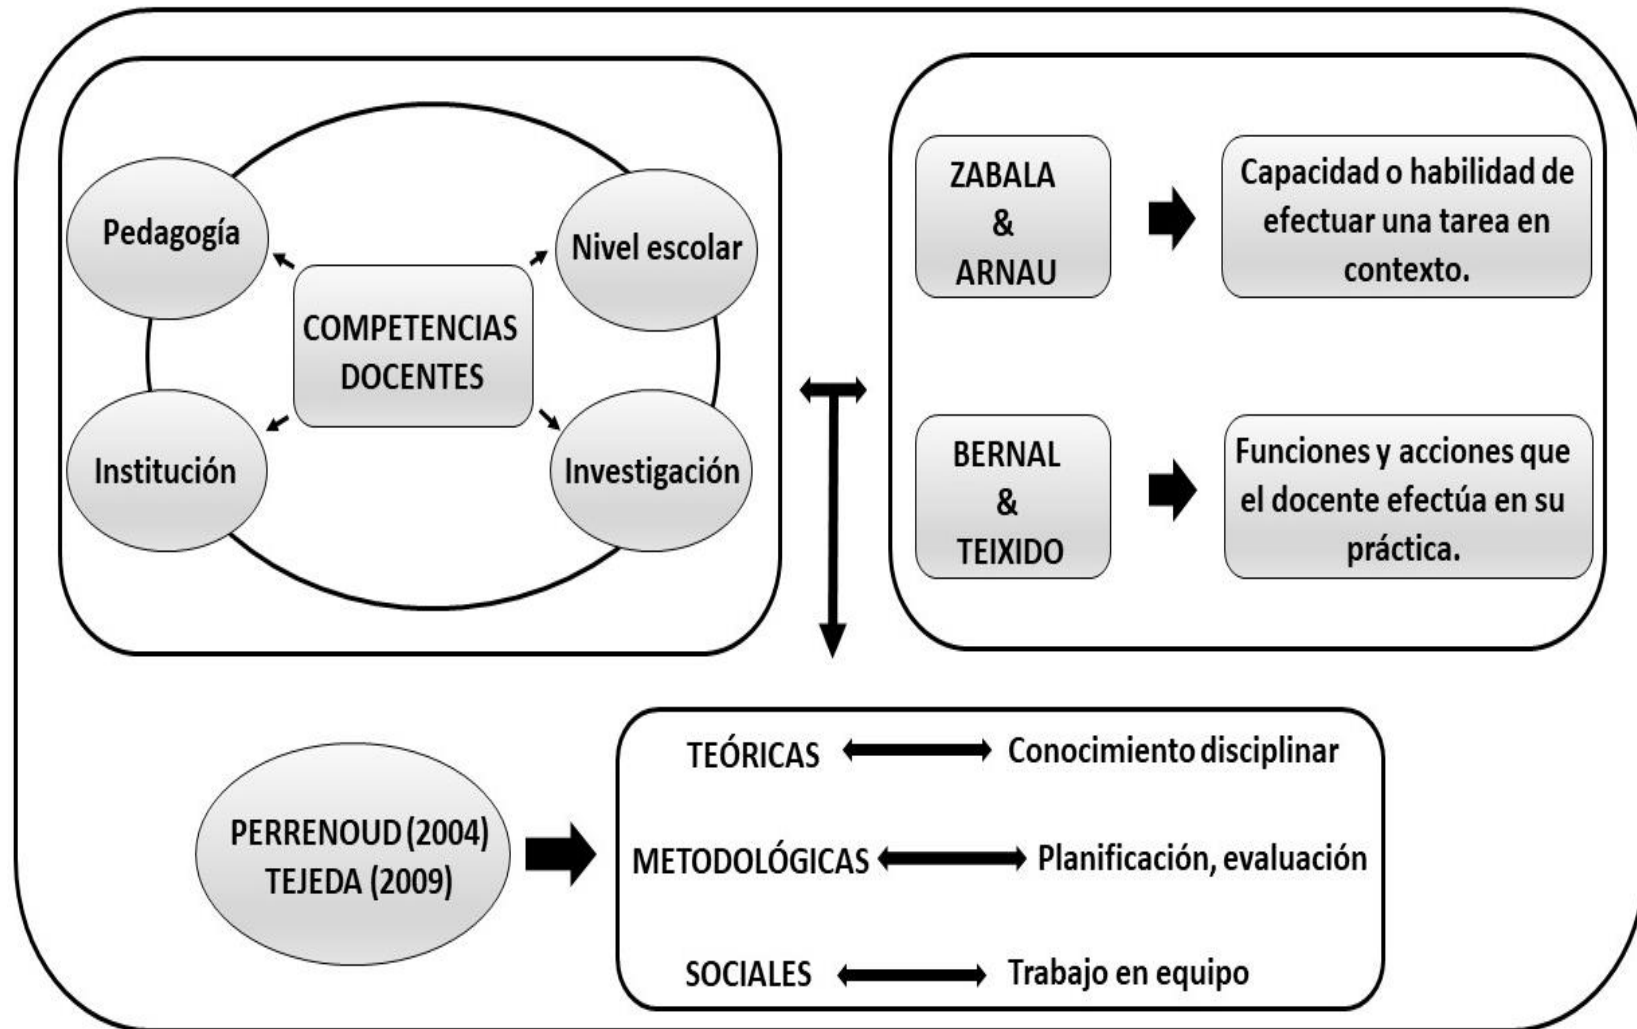 Pedagogía
Nivel escolar
COMPETENCIAS
DOCENTES
Institución
Investigación
ZABALA
&
ARNAU
Capacidad o habilidad de
efectuar una tarea en
contexto.
BERNAL
&
TEIXIDO
Funciones y acciones que
el docente efectúa en su
práctica.
PERRENOUD (2004)
TEJEDA (2009)
TEÓRICAS
Conocimiento disciplinar
METODOLÓGICAS
Planificación, evaluación
SOCIALES
Trabajo en equipo